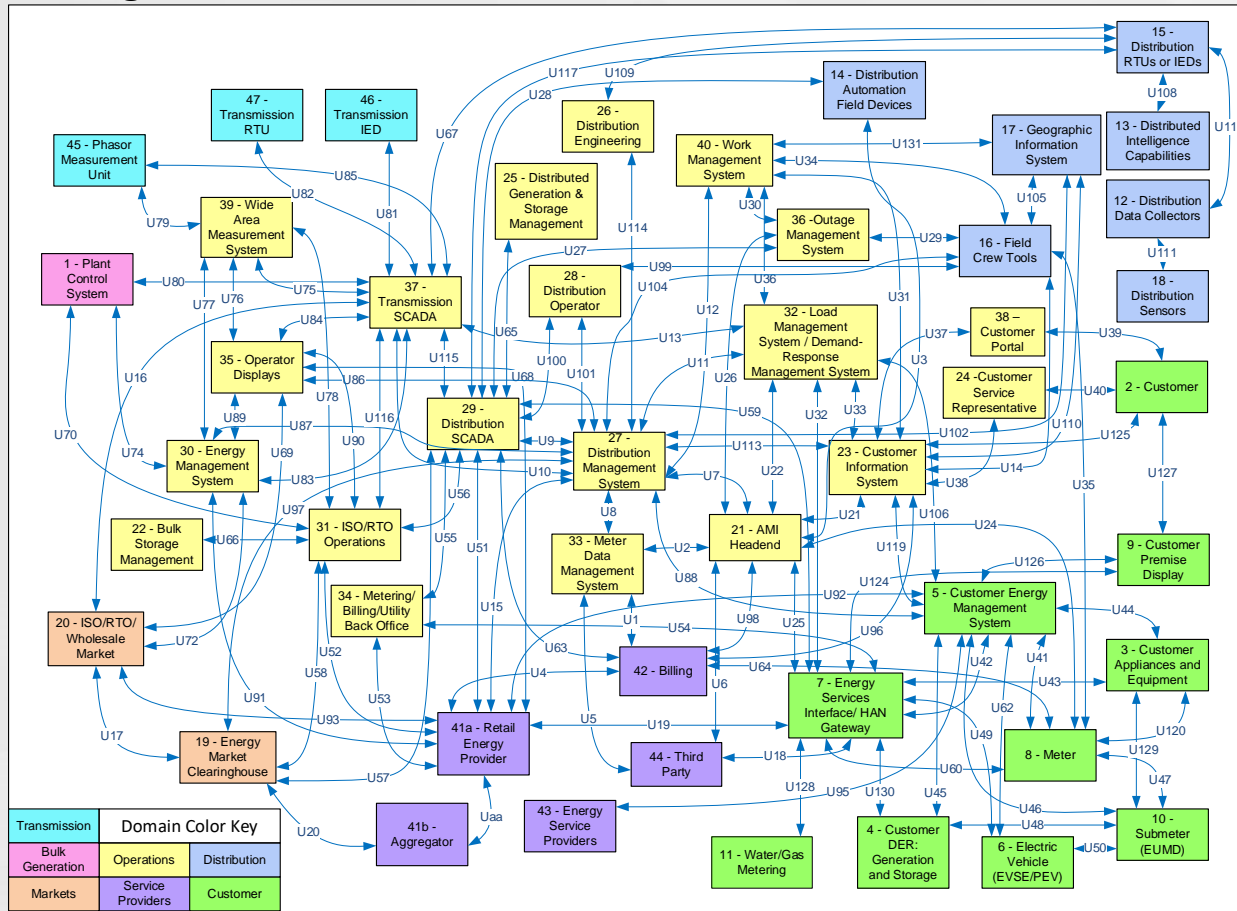 15 -
Distribution
RTUs or IEDs
U117
U109
U28
14 - Distribution
Automation
Field Devices
47 -
Transmission
RTU
46 -
Transmission
IED
U67
26 -
Distribution
Engineering
U108
U11
45 - Phasor
Measurement
Unit
40 - Work
Management
System
U131
17 - Geographic
Information
System
13 - Distributed
Intelligence
Capabilities
U34
U85
U82
25 - Distributed
Generation &
Storage
Management
U105
12 - Distribution
Data Collectors
U79
39 - Wide
Area
Measurement
System
U81
U30
36 -Outage
Management
System
U114
U29
16 - Field
Crew Tools
U27
U111
1 - Plant
Control
System
U80
U77
U76
U75
37 -
Transmission
SCADA
28 -
Distribution
Operator
U99
U104
U36
U31
18 -
Distribution
Sensors
U84
U65
U13
U12
32 - Load
Management
System / Demand-
Response
Management System
U37
38 –
Customer
Portal
U39
U16
35 - Operator
Displays
U115
U100
U101
U11
U26
U3
24 -Customer
Service
Representative
U40
2 - Customer
U86
U68
U78
U116
29 -
Distribution
SCADA
U59
U32
U33
U70
U74
U89
U87
U90
U69
30 - Energy
Management
System
U83
U9
U10
27 -
Distribution
Management
System
U102
U113
23 - Customer
Information
System
U110
U125
U14
U38
U35
U127
U97
U56
U7
U22
U21
U106
22 - Bulk
Storage
Management
U66
31 - ISO/RTO
Operations
U55
U51
U8
33 - Meter
Data
Management
System
U2
21 - AMI
Headend
U24
U119
9 - Customer
Premise
Display
U15
U88
U124
U126
34 - Metering/
Billing/Utility
Back Office
U92
5 - Customer Energy
Management
System
U44
20 - ISO/RTO/
Wholesale
Market
U72
U54
U1
U98
U25
U96
U52
U58
U63
42 - Billing
U64
U42
U41
3 - Customer
Appliances and
Equipment
U91
U53
U4
U6
7 - Energy
Services
Interface/ HAN
Gateway
U43
U62
U93
41a - Retail
Energy
Provider
U19
U5
U49
8 - Meter
U120
U17
19 - Energy
Market
Clearinghouse
44 - Third
Party
U18
U60
U129
U57
U128
U130
U95
U45
U47
Uaa
U46
U20
41b -
Aggregator
43 - Energy
Service
Providers
4 - Customer
DER:
Generation
and Storage
U48
6 - Electric
Vehicle
(EVSE/PEV)
U50
10 -
Submeter
(EUMD)
11 - Water/Gas
Metering
Transmission
Domain Color Key
Bulk
Generation
Operations
Distribution
Markets
Service
Providers
Customer